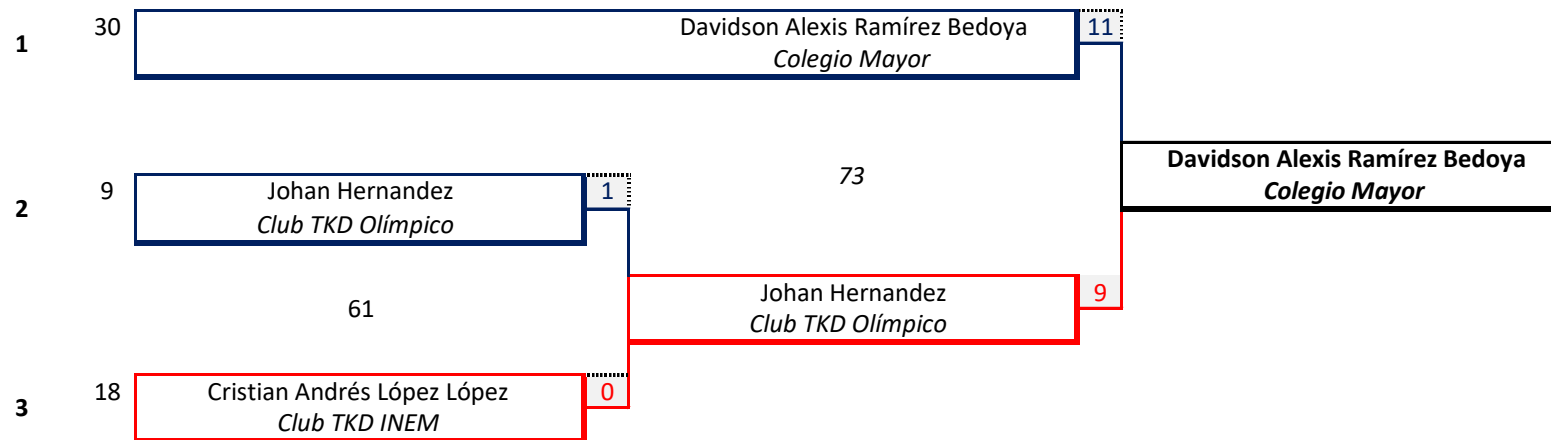 1
30
Davidson Alexis Ramírez Bedoya
Colegio Mayor
11
73
Davidson Alexis Ramírez Bedoya
Colegio Mayor
2
9
Johan Hernandez
Club TKD Olímpico
1
61
Johan Hernandez
Club TKD Olímpico
9
3
18
Cristian Andrés López López
Club TKD INEM
0